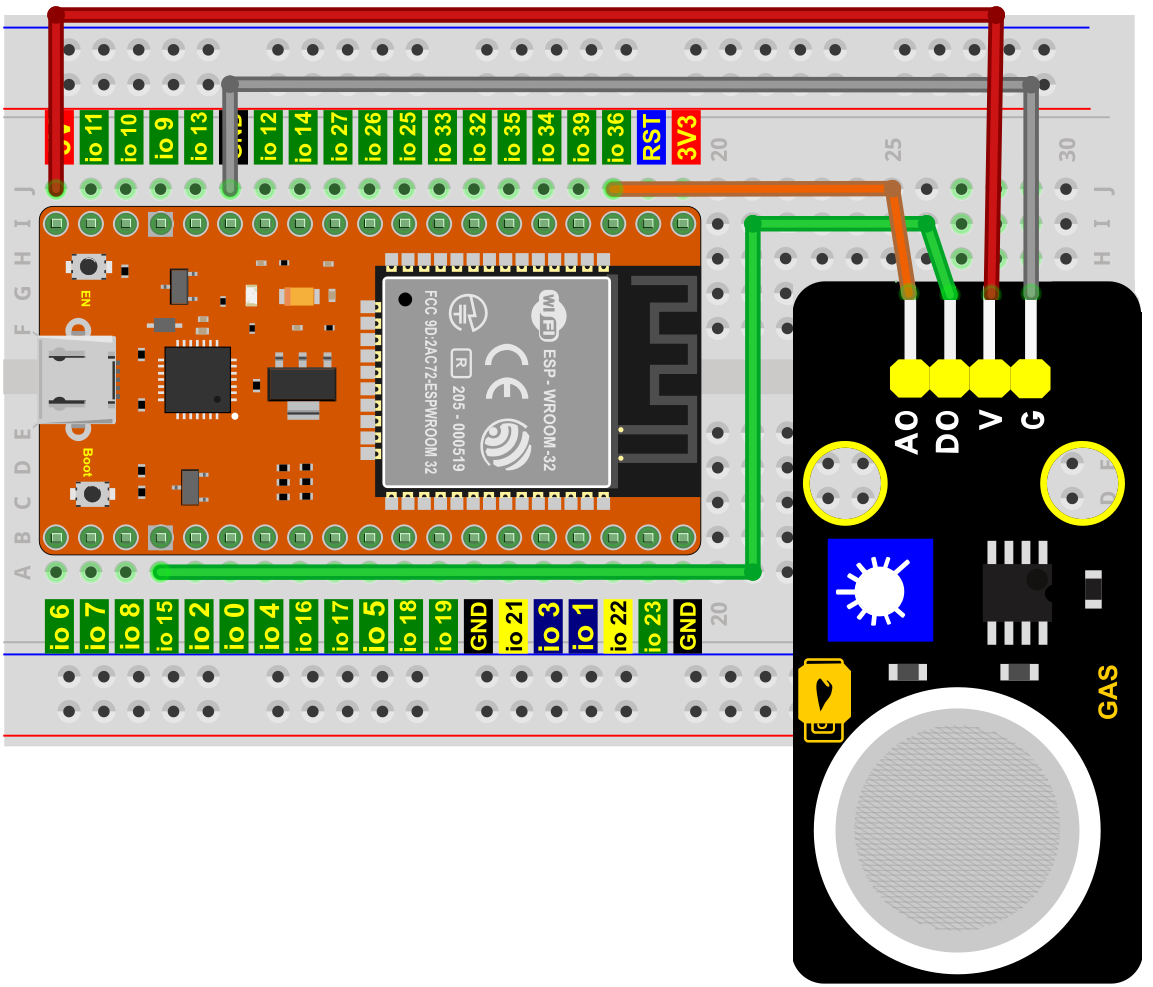 io 11
io 10
io 9
io 13
GND
io 12
io 14
io 27
io 26
io 25
io 33
io 32
io 35
io 34
io 39
io 36
RST
3V3
20
25
30
J
J
I
I
H
H
G
F
E
D
C
B
A
EN
Boot
FCC 9D:2AC72-ESPWROOM 32
R
205 - 000519
CE
WiFi
ESP - WROOM -32
AO
DO
V
G
E
D
io 6
io 7
io 8
io 15
io 2
io 0
io 4
io 16
io 17
io 5
io 18
io 19
GND
io 21
io 3
io 1
io 22
io 23
GND
20
GAS